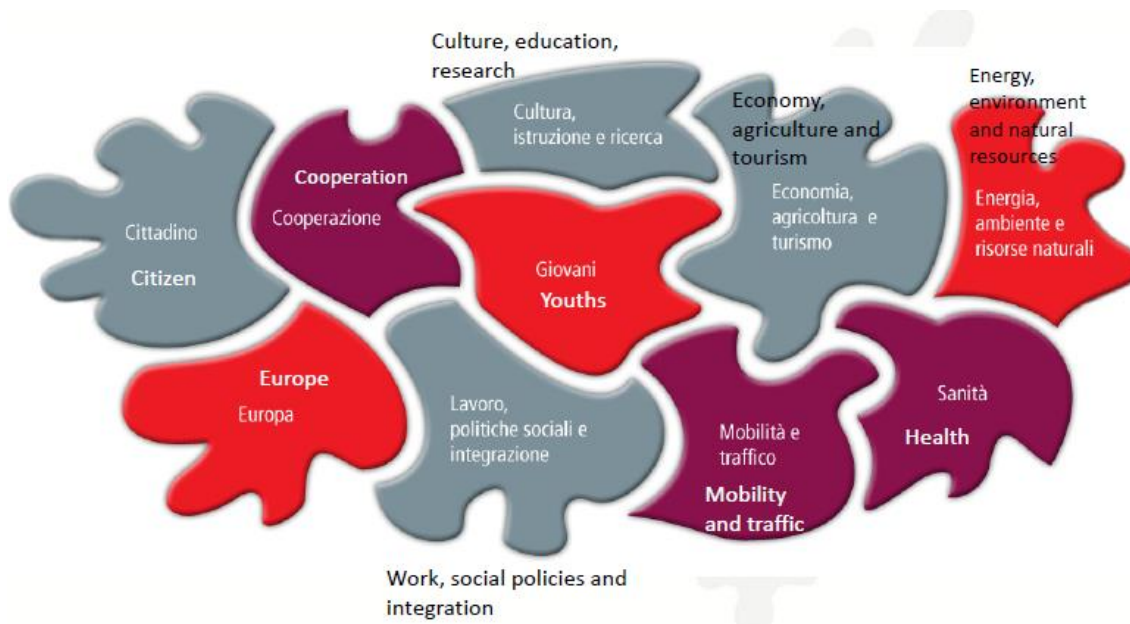 Culture, education,
research
Cultura,
istruzione e ricerca
Economy,
agriculture and
tourism
Economia,
agricoltura e
turismo
Energy,
environment
and natural
resources
Energia,
ambiente e
risorse naturali
Cooperation
Cooperazione
Cittadino
Citizen
Giovani
Youths
Europe
Europa
Lavoro,
politiche sociali e
integrazione
Mobilità e
traffico
Mobility
and traffic
Sanità
Health
Work, social policies and
integration